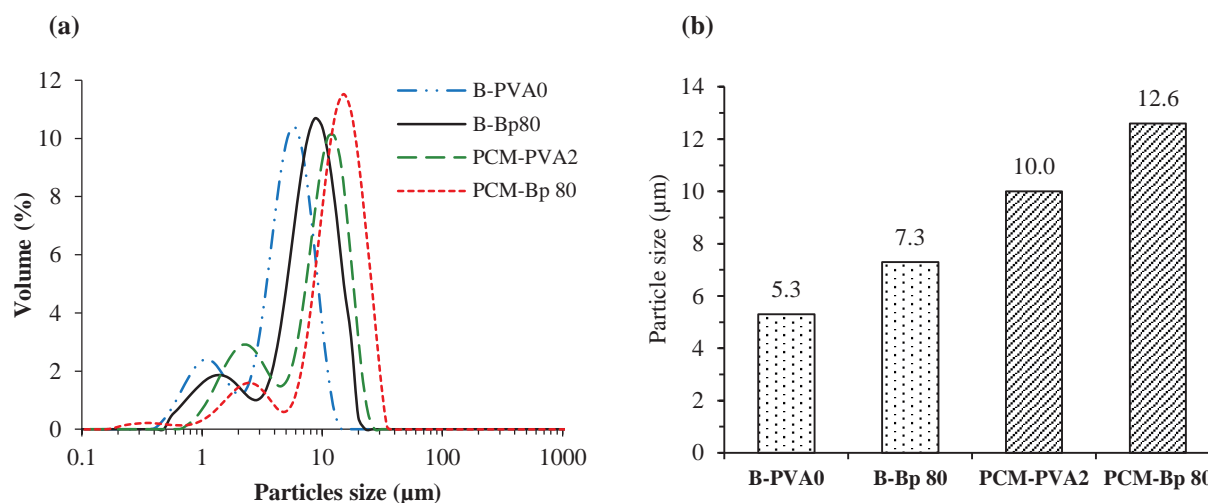 (a)
12
10
8
6
4
2
0
Volume (%)
0.1 1 10 100 1000
Particles size (µm)
B-PVA0
B-Bp80
PCM-PVA2
PCM-Bp 80
(b)
14
12
10
8
6
4
2
0
Particle size (µm)
5.3
7.3
10.0
12.6
B-PVA0 B-Bp 80 PCM-PVA2 PCM-Bp 80